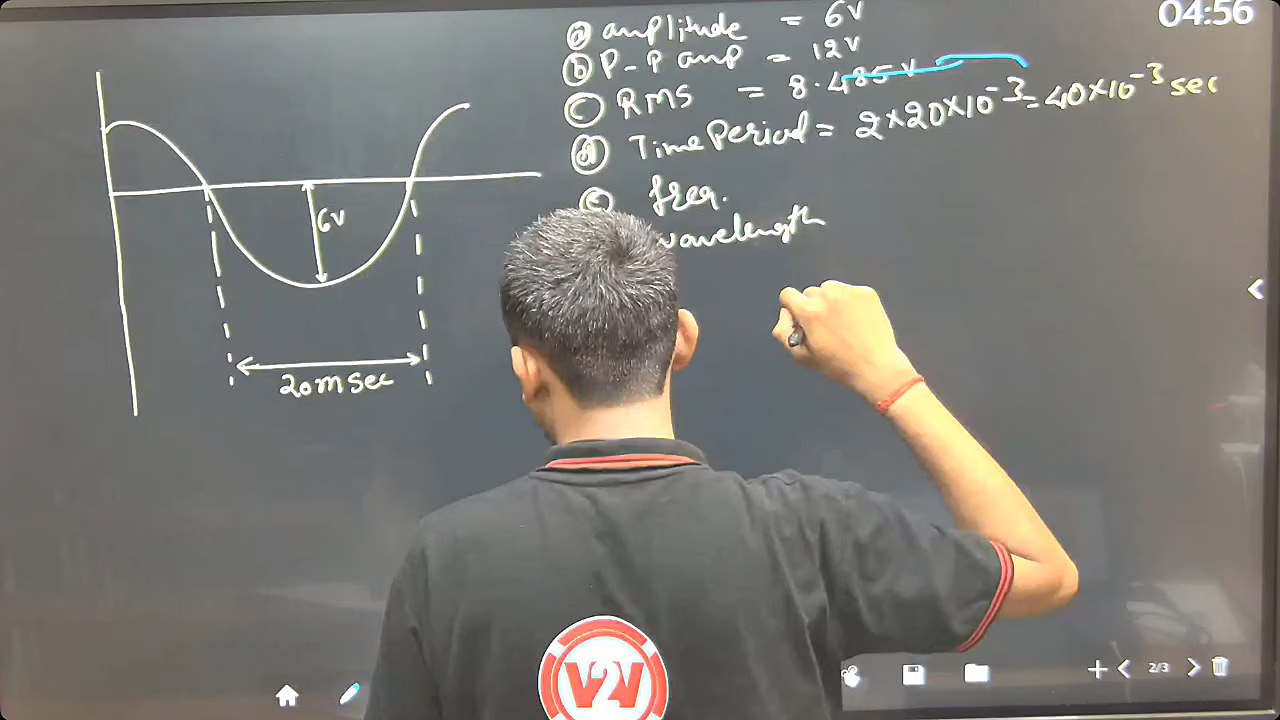 04:56
ⓐ amplitude = 6V
ⓑ P-P amp = 12V
ⓒ RMS = 8.485V
ⓓ Time Period = 2×20×10⁻³ = 40×10⁻³ sec
ⓔ freq.
wavelength
6V
20msec
2/3
V2V